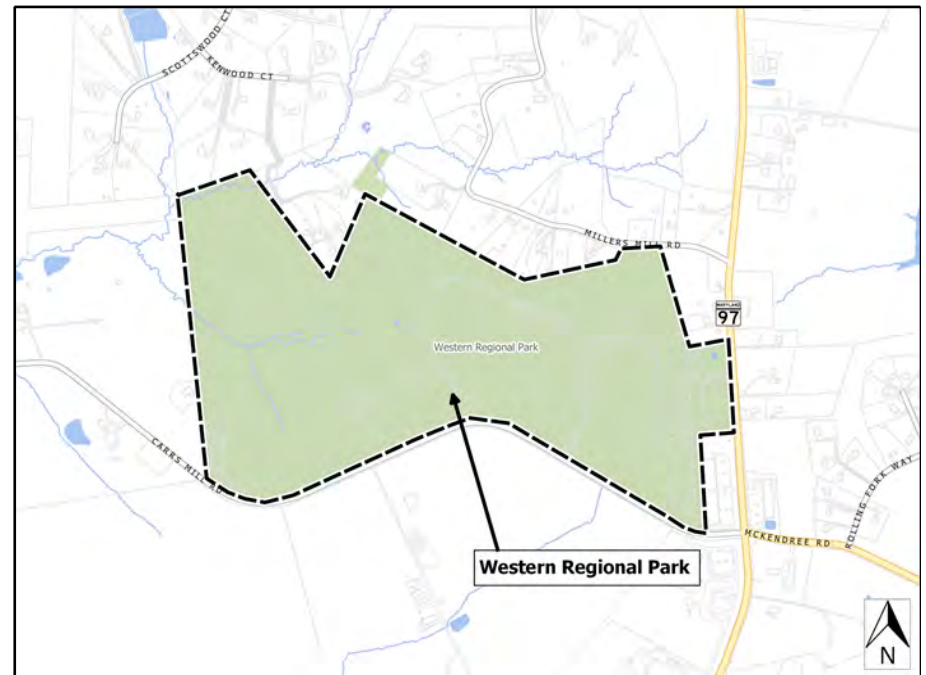 SCOTTSWOOD CT
KENWOOD CT
MILLERS MILL RD
MARYLAND
97
Western Regional Park
CARRS MILL RD
ROLLING FORK WAY
MCKENDREE RD
Western Regional Park
N